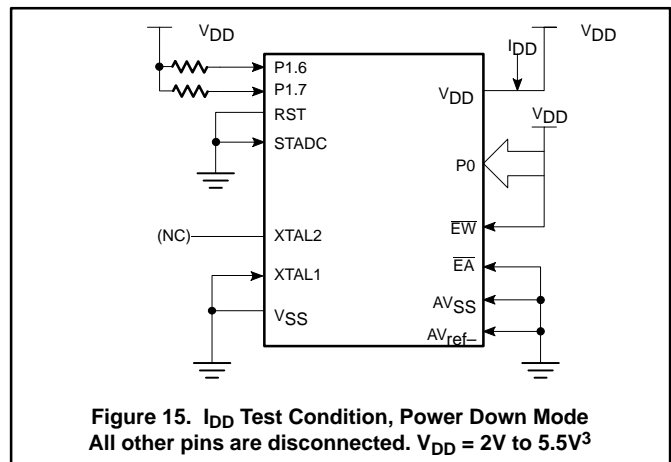 VDD
VDD
IDD
P1.6
P1.7
RST
STADC
VDD
VDD
P0
(NC)
XTAL2
EW
XTAL1
EA
VSS
AVSS
AVref–
Figure 15. IDD Test Condition, Power Down Mode
All other pins are disconnected. VDD = 2V to 5.5V3